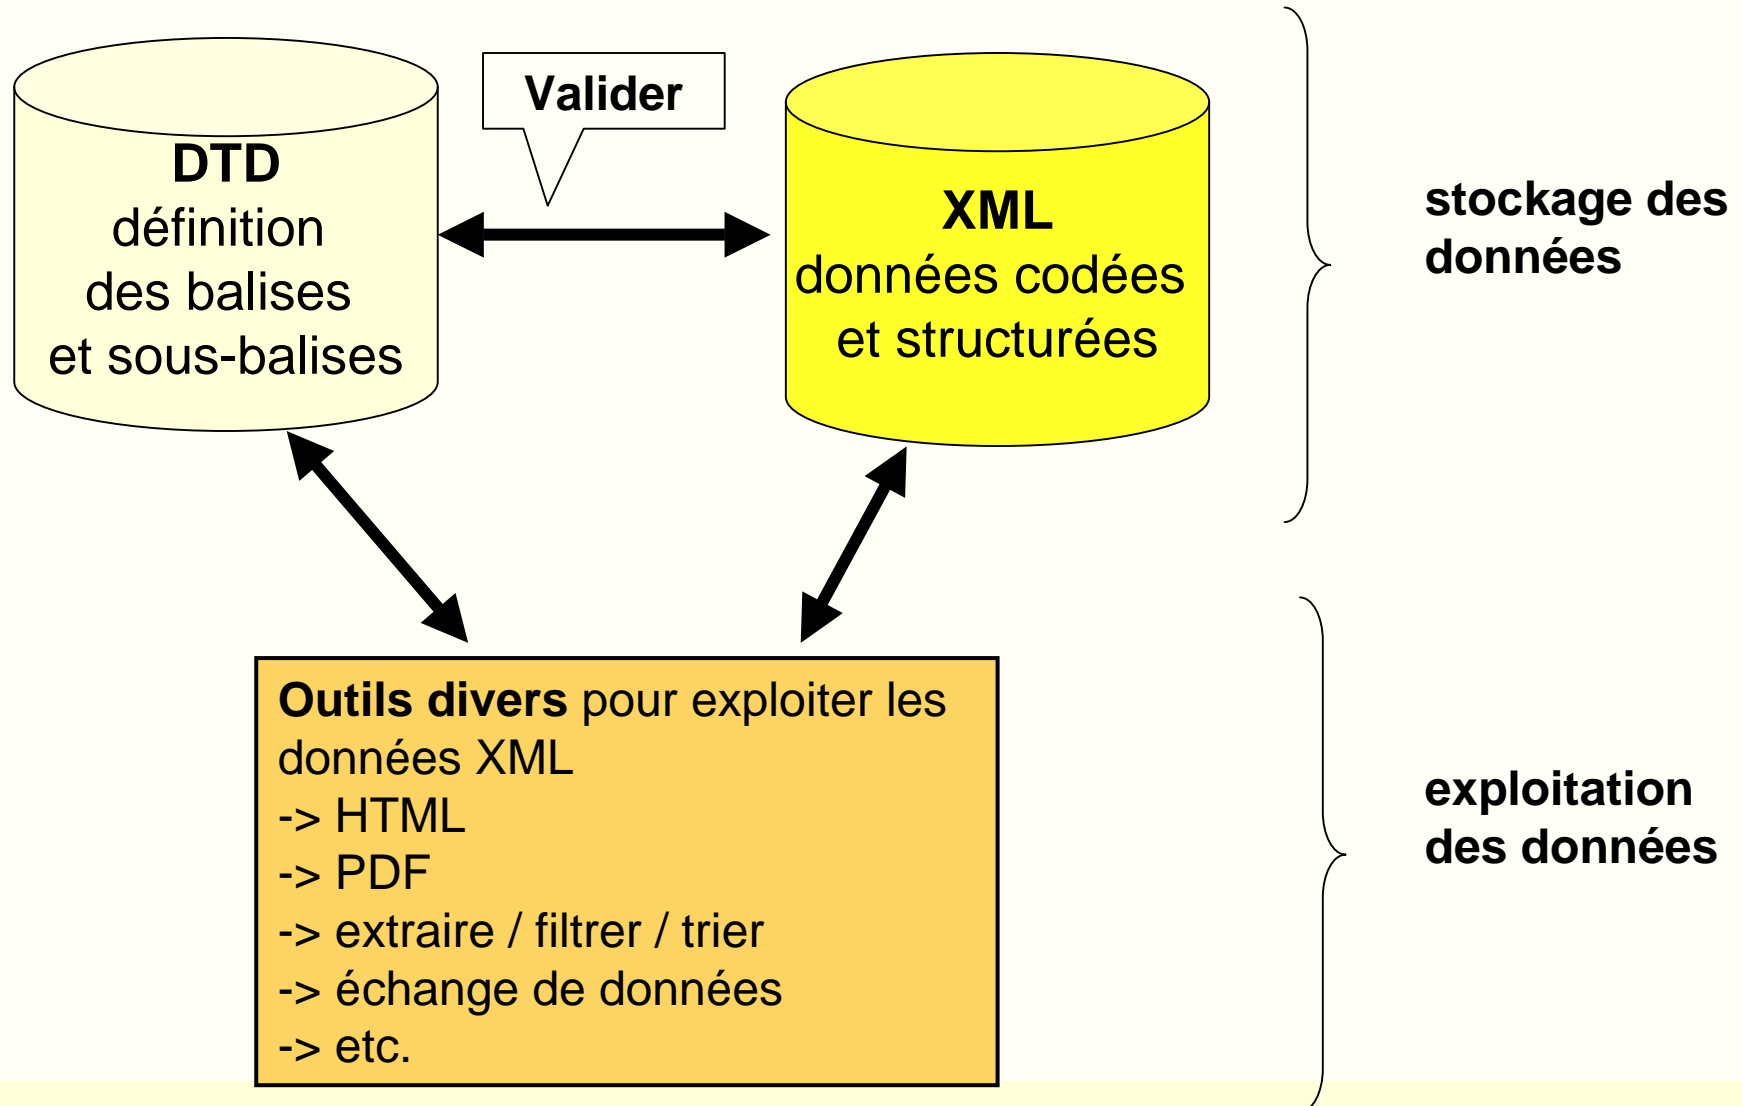 Valider
DTD
définition
des balises
et sous-balises
XML
données codées
et structurées
stockage des
données
Outils divers pour exploiter les
données XML
-> HTML
-> PDF
-> extraire / filtrer / trier
-> échange de données
-> etc.
exploitation
des données